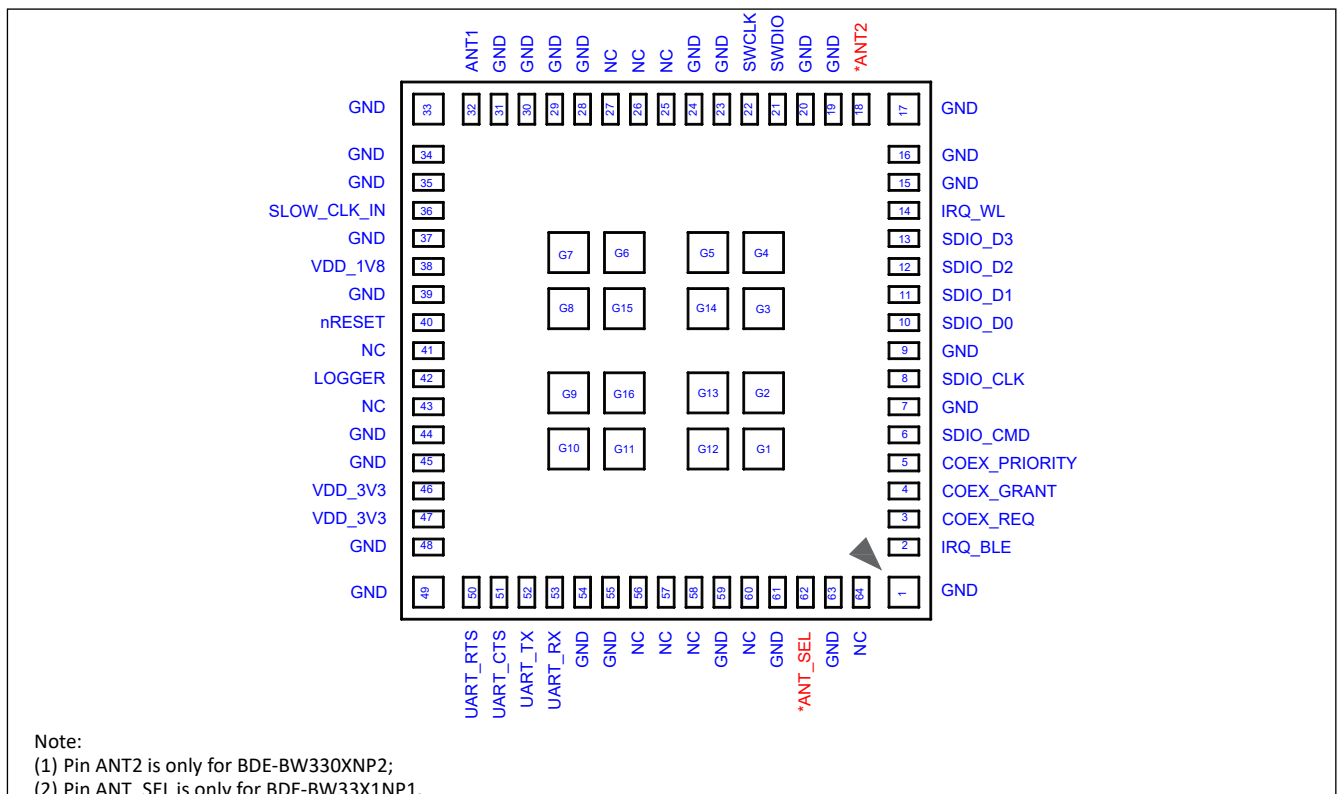 ANT1
GND
GND
GND
GND
NC
NC
NC
GND
GND
SWCLK
SWDIO
GND
GND
*ANT2
GND 33 32 31 30 29 28 27 26 25 24 23 22 21 20 19 18 17 GND
GND 34 16 GND
GND 35 15 GND
SLOW_CLK_IN 36 14 IRQ_WL
GND 37 13 SDIO_D3
G7 G6 G5 G4
VDD_1V8 38 12 SDIO_D2
GND 39 11 SDIO_D1
G8 G15 G14 G3
nRESET 40 10 SDIO_D0
NC 41 9 GND
LOGGER 42 8 SDIO_CLK
G9 G16 G13 G2
NC 43 7 GND
GND 44 6 SDIO_CMD
G10 G11 G12 G1
GND 45 5 COEX_PRIORITY
VDD_3V3 46 4 COEX_GRANT
VDD_3V3 47 3 COEX_REQ
GND 48 2 IRQ_BLE
GND 49 50 51 52 53 54 55 56 57 58 59 60 61 62 63 64 1 GND
UART_RTS
UART_CTS
UART_TX
UART_RX
GND
GND
NC
NC
NC
GND
NC
GND
*ANT_SEL
GND
NC
Note:
(1) Pin ANT2 is only for BDE-BW330XNP2;
(2) Pin ANT_SEL is only for BDE-BW33X1NP1.